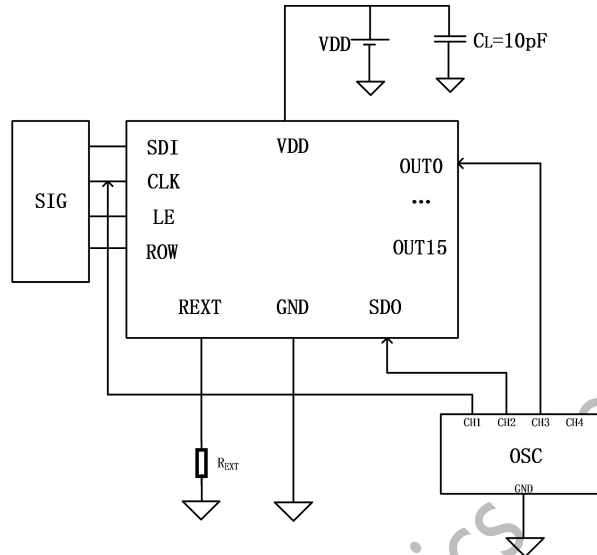 VDD
CL=10pF
SIG
SDI
VDD
CLK
OUT0
...
LE
ROW
OUT15
REXT
GND
SDO
CH1
CH2
CH3
CH4
OSC
GND
REXT
ics